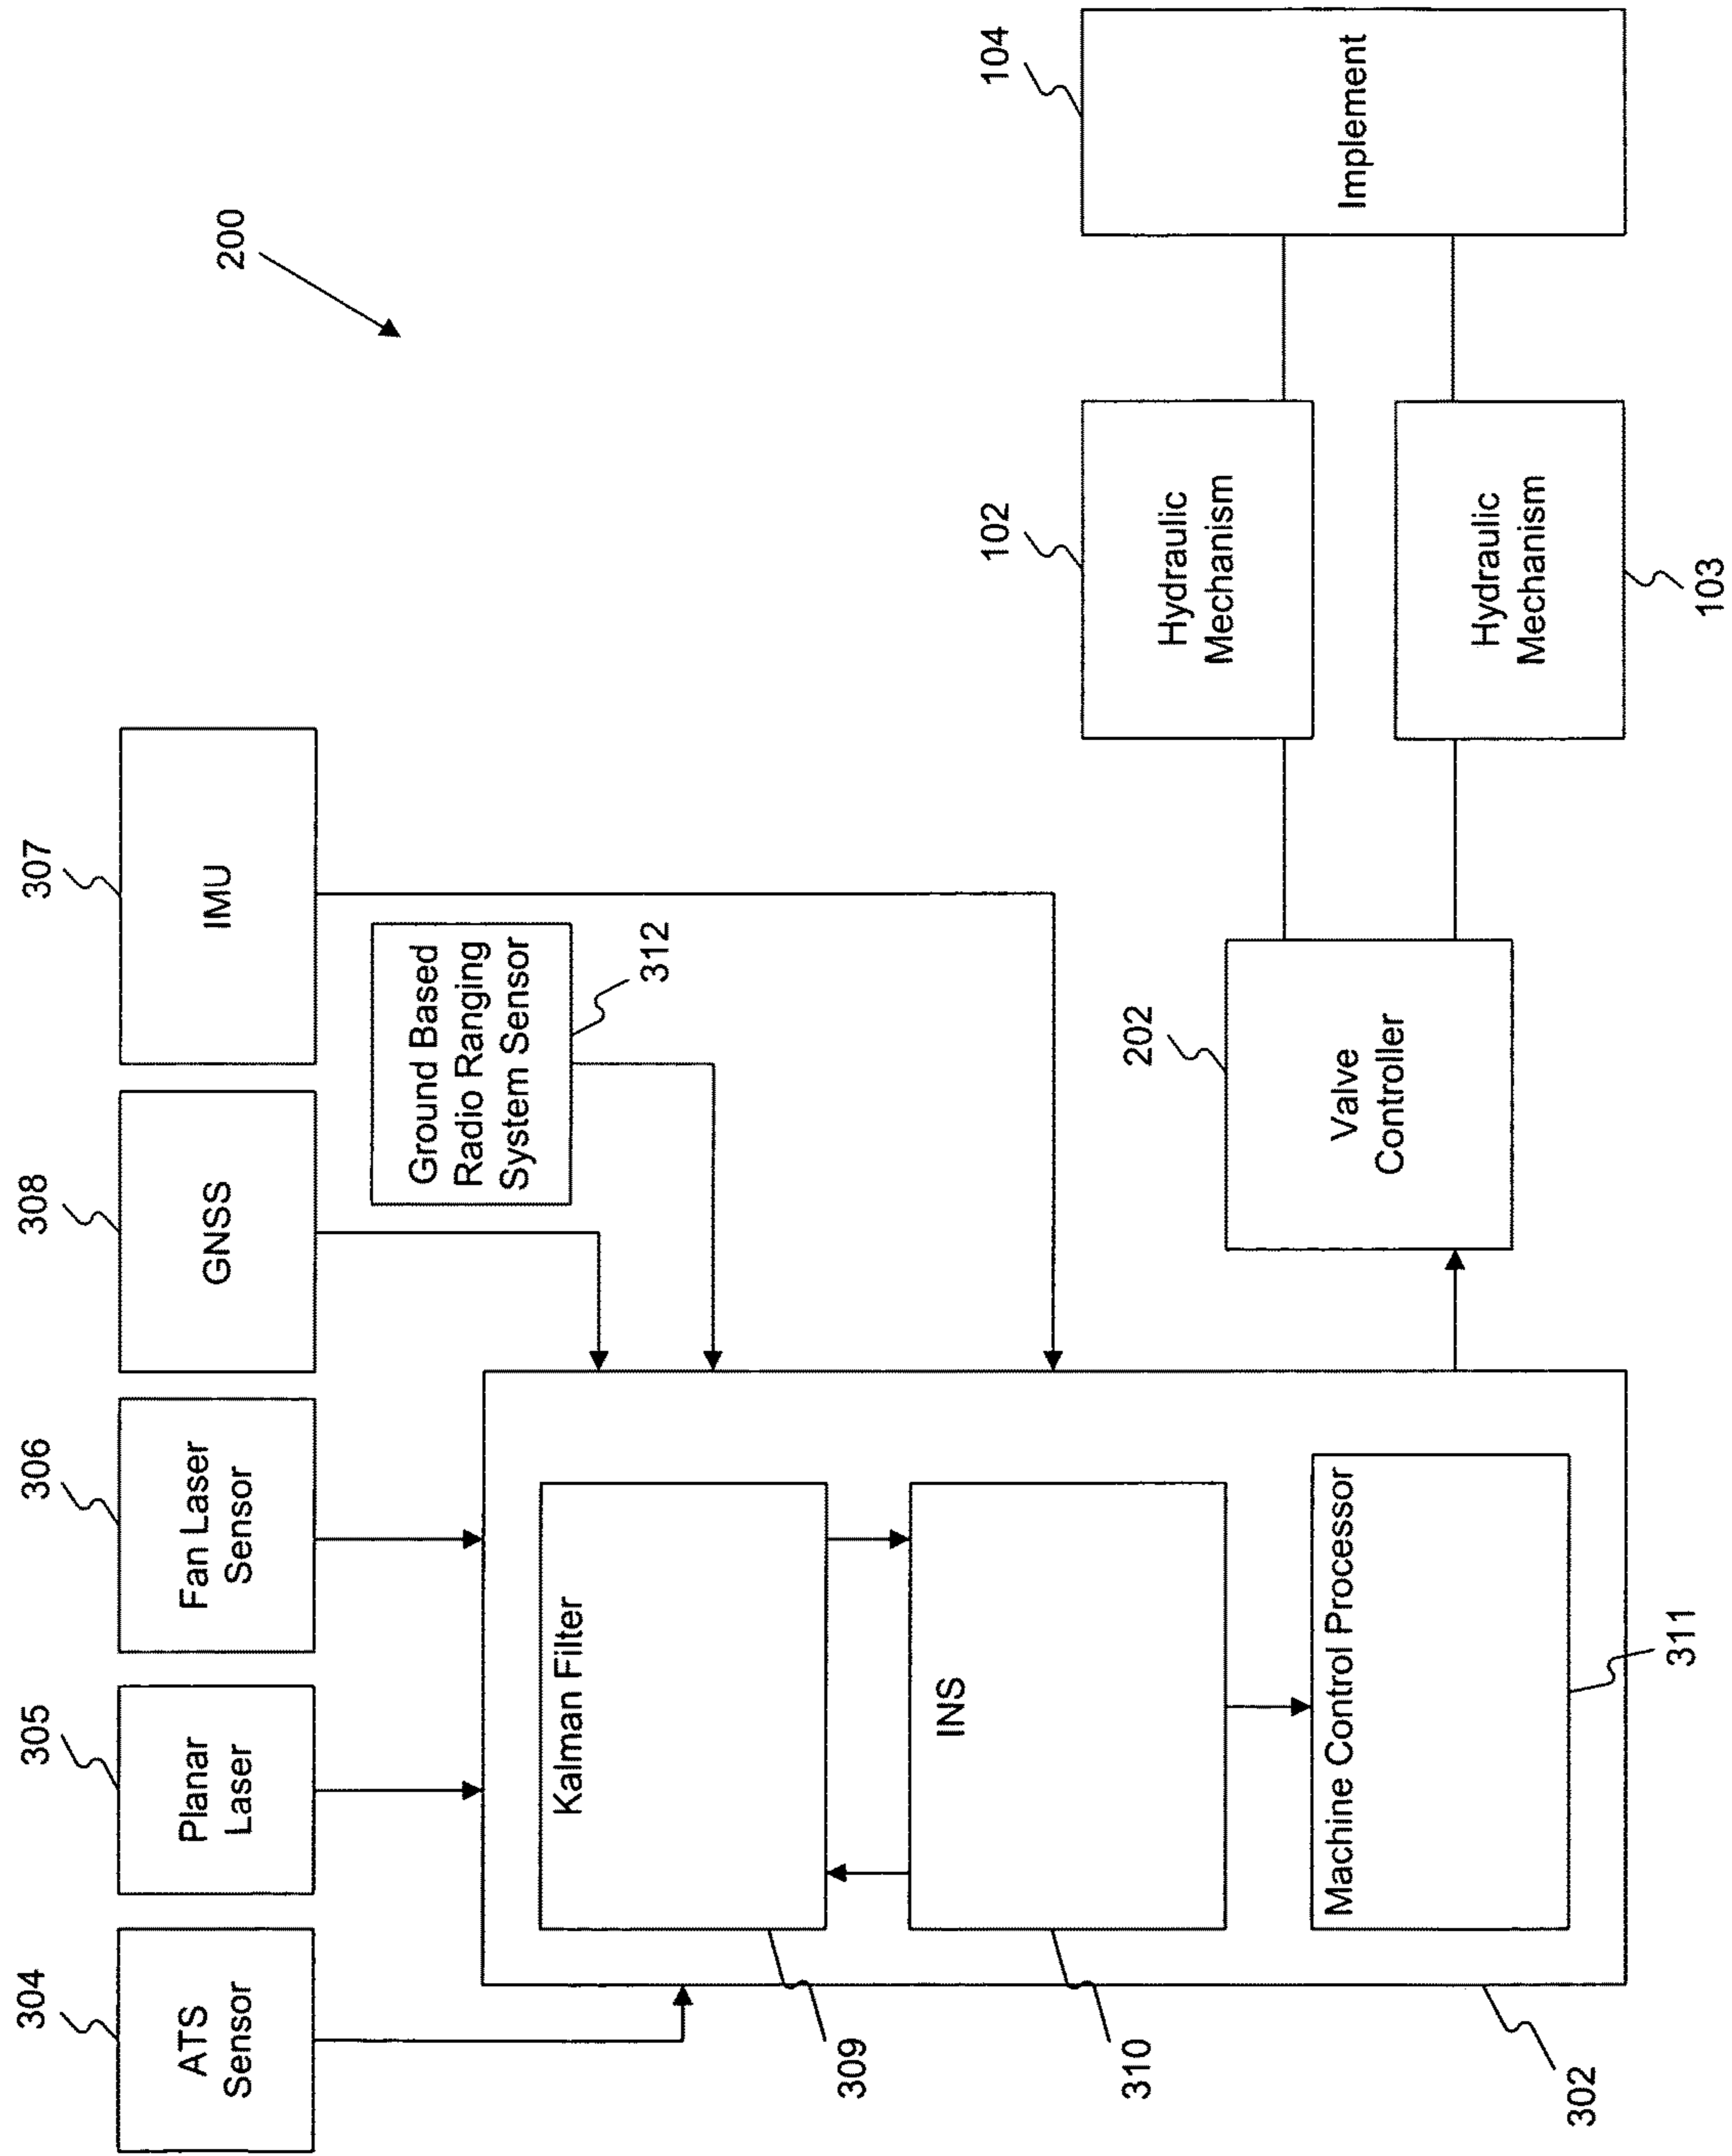 200
304
ATS
Sensor
305
Planar
Laser
306
Fan Laser
Sensor
308
GNSS
307
IMU
Ground Based
Radio Ranging
System Sensor
312
Kalman Filter
309
INS
310
Machine Control Processor
311
302
202
Valve
Controller
102
Hydraulic
Mechanism
Hydraulic
Mechanism
103
104
Implement